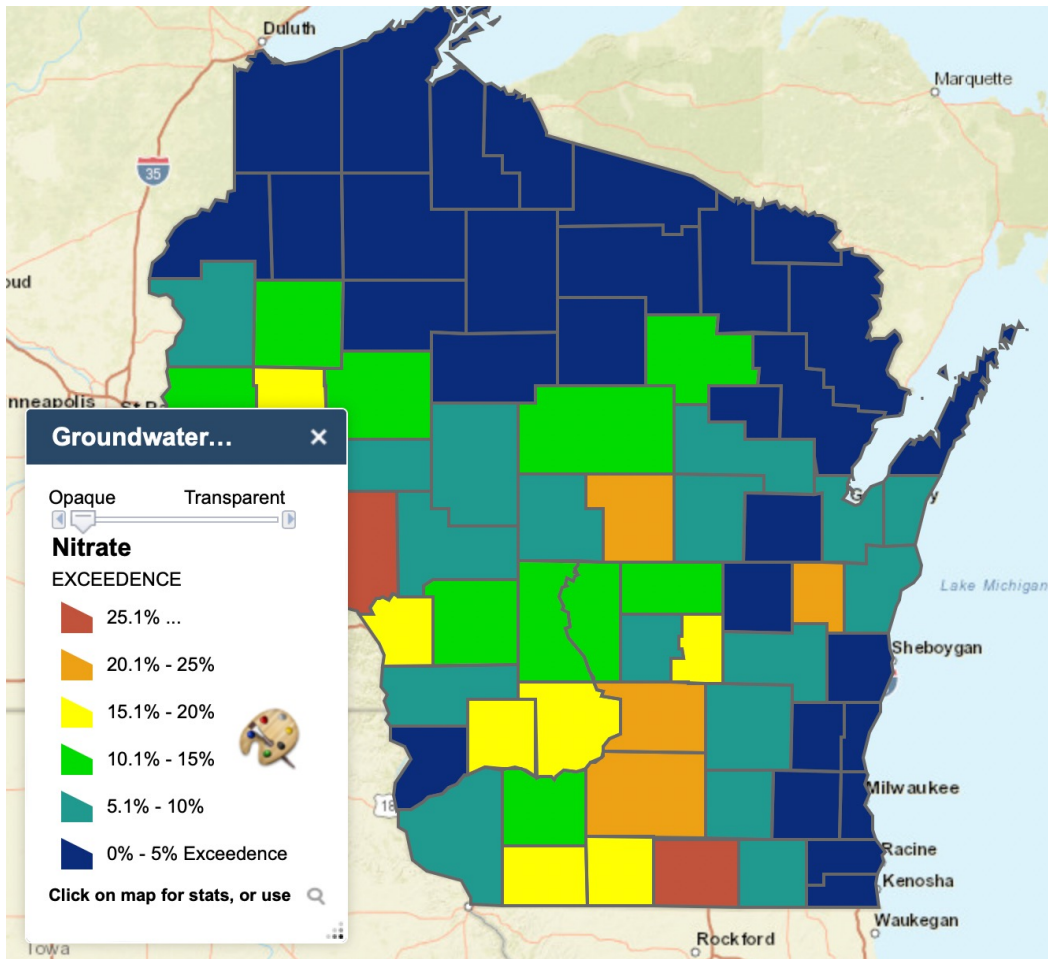 Duluth
Marquette
35
oud
nneapolis
St Pa
Groundwater… ×
Opaque Transparent
Nitrate
EXCEEDENCE
25.1% ...
20.1% - 25%
15.1% - 20%
10.1% - 15%
5.1% - 10%
0% - 5% Exceedence
Click on map for stats, or use
G
y
Lake Michigan
Sheboygan
18
Milwaukee
Racine
Kenosha
Waukegan
Rockford
Iowa